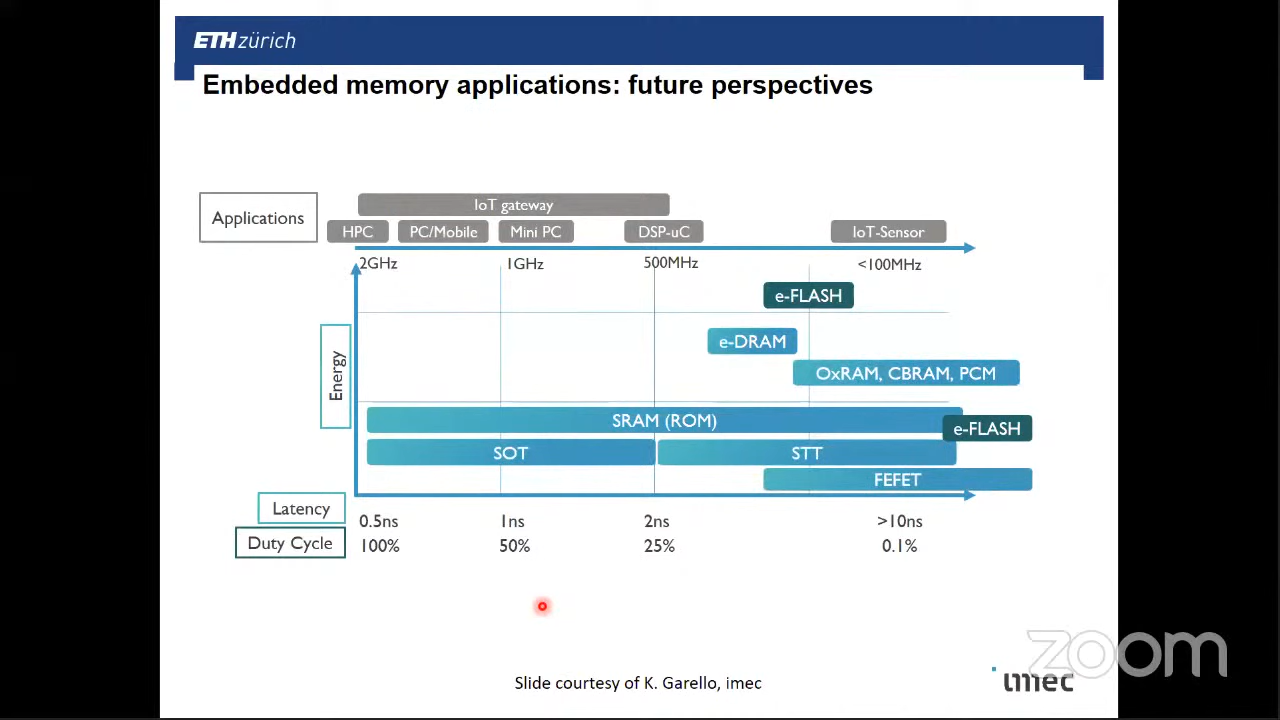 ETH zürich
Embedded memory applications: future perspectives
Applications
IoT gateway
HPC PC/Mobile Mini PC DSP-uC IoT-Sensor
2GHz 1GHz 500MHz <100MHz
e-FLASH
e-DRAM
Energy
OxRAM, CBRAM, PCM
SRAM (ROM)
e-FLASH
SOT STT
FEFET
Latency 0.5ns 1ns 2ns >10ns
Duty Cycle 100% 50% 25% 0.1%
zoom
Slide courtesy of K. Garello, imec
imec